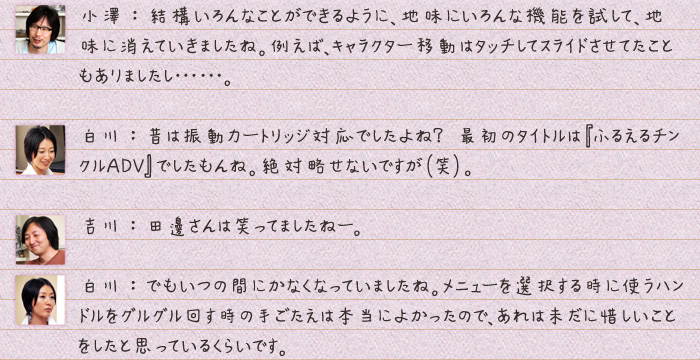 小澤：結構いろんなことができるように、地味にいろんな機能を試して、地
味に消えていきましたね。例えば、キャラクター移動はタッチしてスライドさせてたこと
もありましたし・・・・・・。
白川：昔は振動カートリッジ対応でしたよね？ 最初のタイトルは『ふるえるチン
クルADV』でしたもんね。絶対略せないですが(笑)。
吉川：田邊さんは笑ってましたねー。
白川：でもいつの間にかなくなっていましたね。メニューを選択する時に使うハン
ドルをグルグル回す時の手ごたえは本当によかったので、あれは未だに惜しいこと
をしたと思っているくらいです。